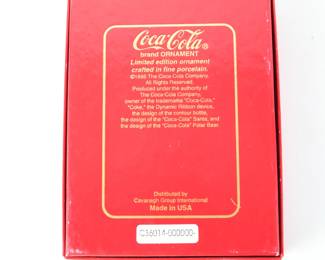 Coca-Cola®
brand ORNAMENT
Limited edition ornament
crafted in fine porcelain.
©1996 The Coca-Cola Company.
All Rights Reserved.
Produced under the authority of
The Coca-Cola Company,
owner of the trademarks "Coca-Cola,"
"Coke," the Dynamic Ribbon device,
the design of the contour bottle,
the design of the "Coca-Cola" Santa, and
the design of the "Coca-Cola" Polar Bear.
Distributed by
Cavanagh Group International
Made in USA
C36014-000000-